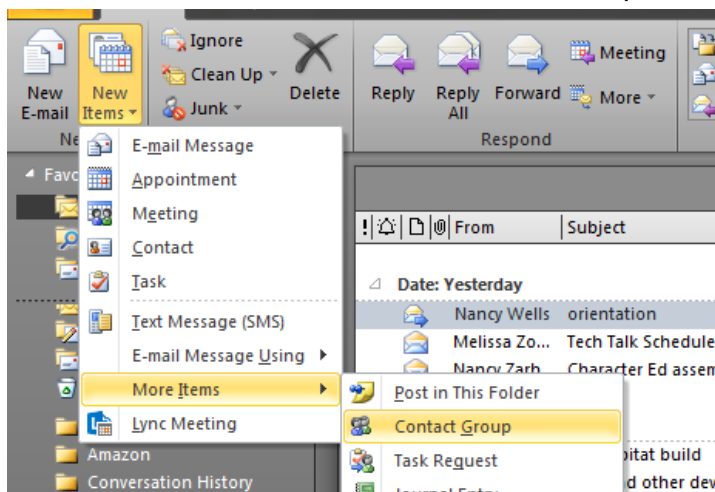 Ignore
Clean Up
Junk
New E-mail
New Items
Delete
Reply
Reply All
Forward
Meeting
More
Respond
E-mail Message
Appointment
Meeting
Contact
Task
Text Message (SMS)
E-mail Message Using
More Items
Lync Meeting
Post in This Folder
Contact Group
Task Request
Journal Entry
Favo
! From Subject
Date: Yesterday
Nancy Wells orientation
Melissa Zo... Tech Talk Schedule
Nancy Zarb Character Ed assem
bitat build
d other dev
Amazon
Conversation History